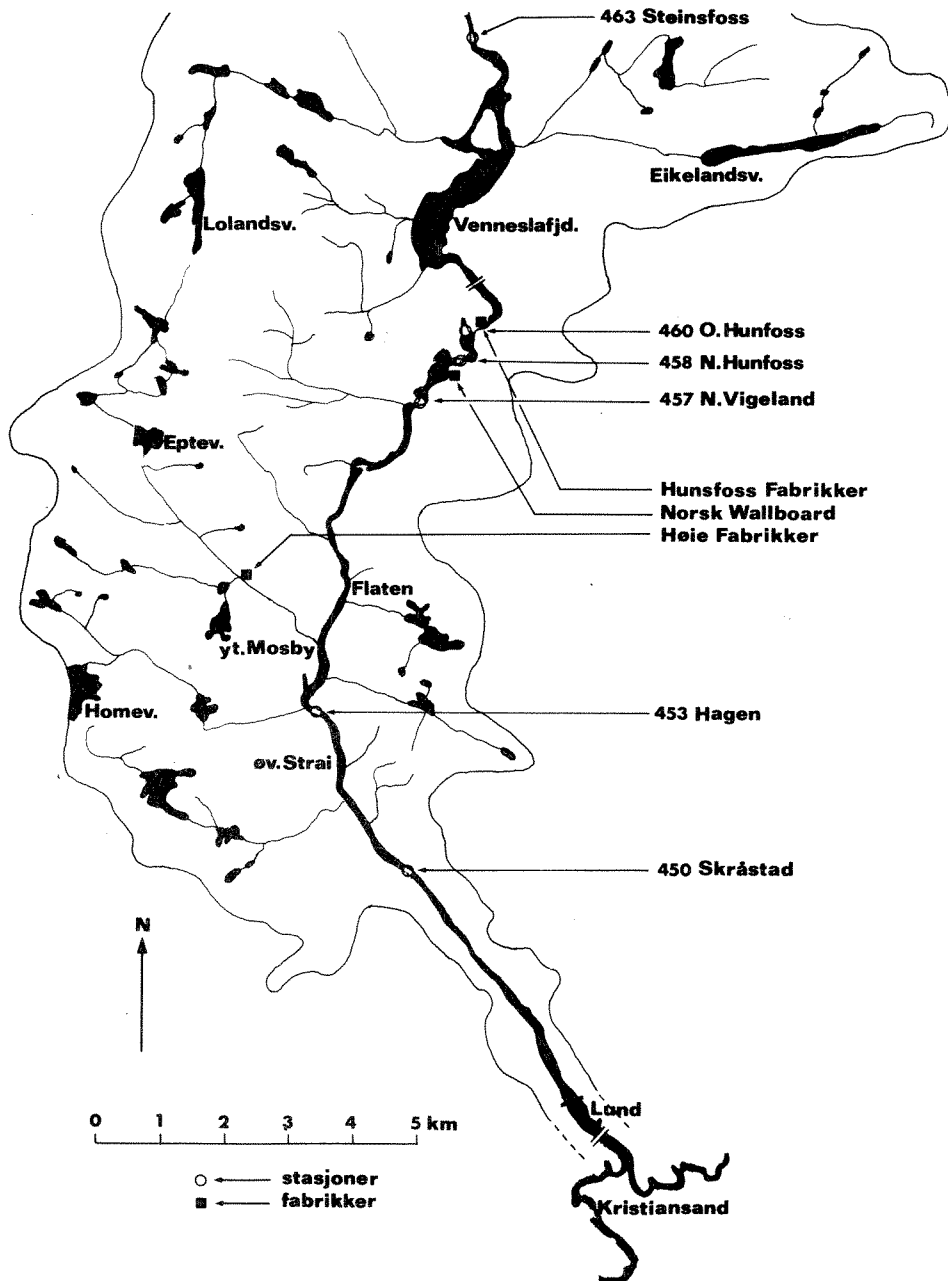 463 Steinsfoss
Eikelandsv.
Lolandsv.
Venneslafjd.
460 O.Hunfoss
458 N.Hunfoss
457 N.Vigeland
Eptev.
Hunsfoss Fabrikker
Norsk Wallboard
Høie Fabrikker
Flaten
yt.Mosby
Homev.
453 Hagen
øv.Strai
450 Skråstad
N
0 1 2 3 4 5 km
Lund
stasjoner
fabrikker
Kristiansand